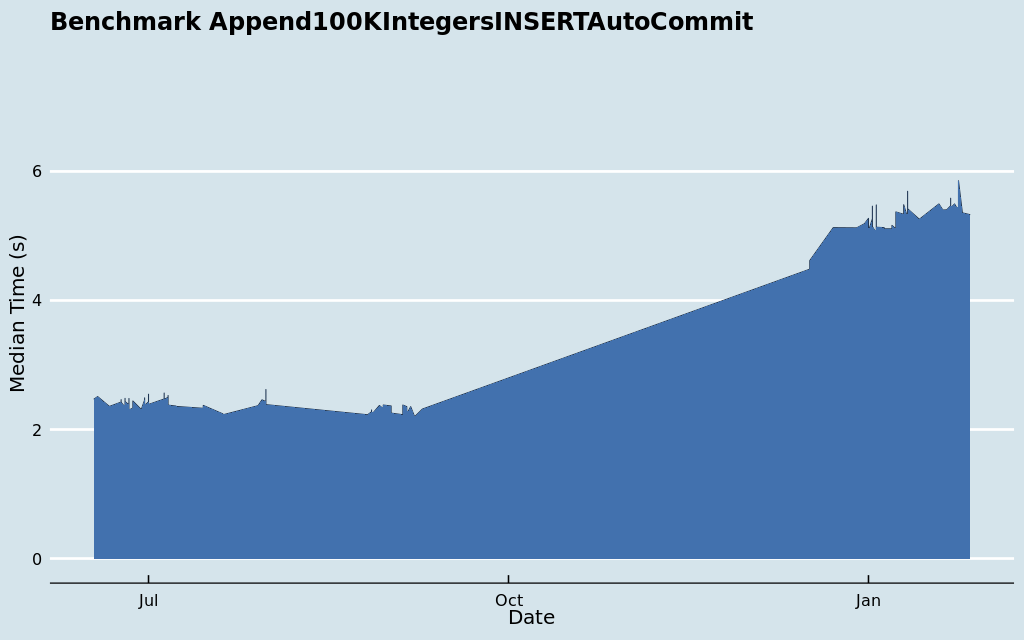 Benchmark Append100KIntegersINSERTAutoCommit
Median Time (s)
6
4
2
0
Jul
Oct
Jan
Date